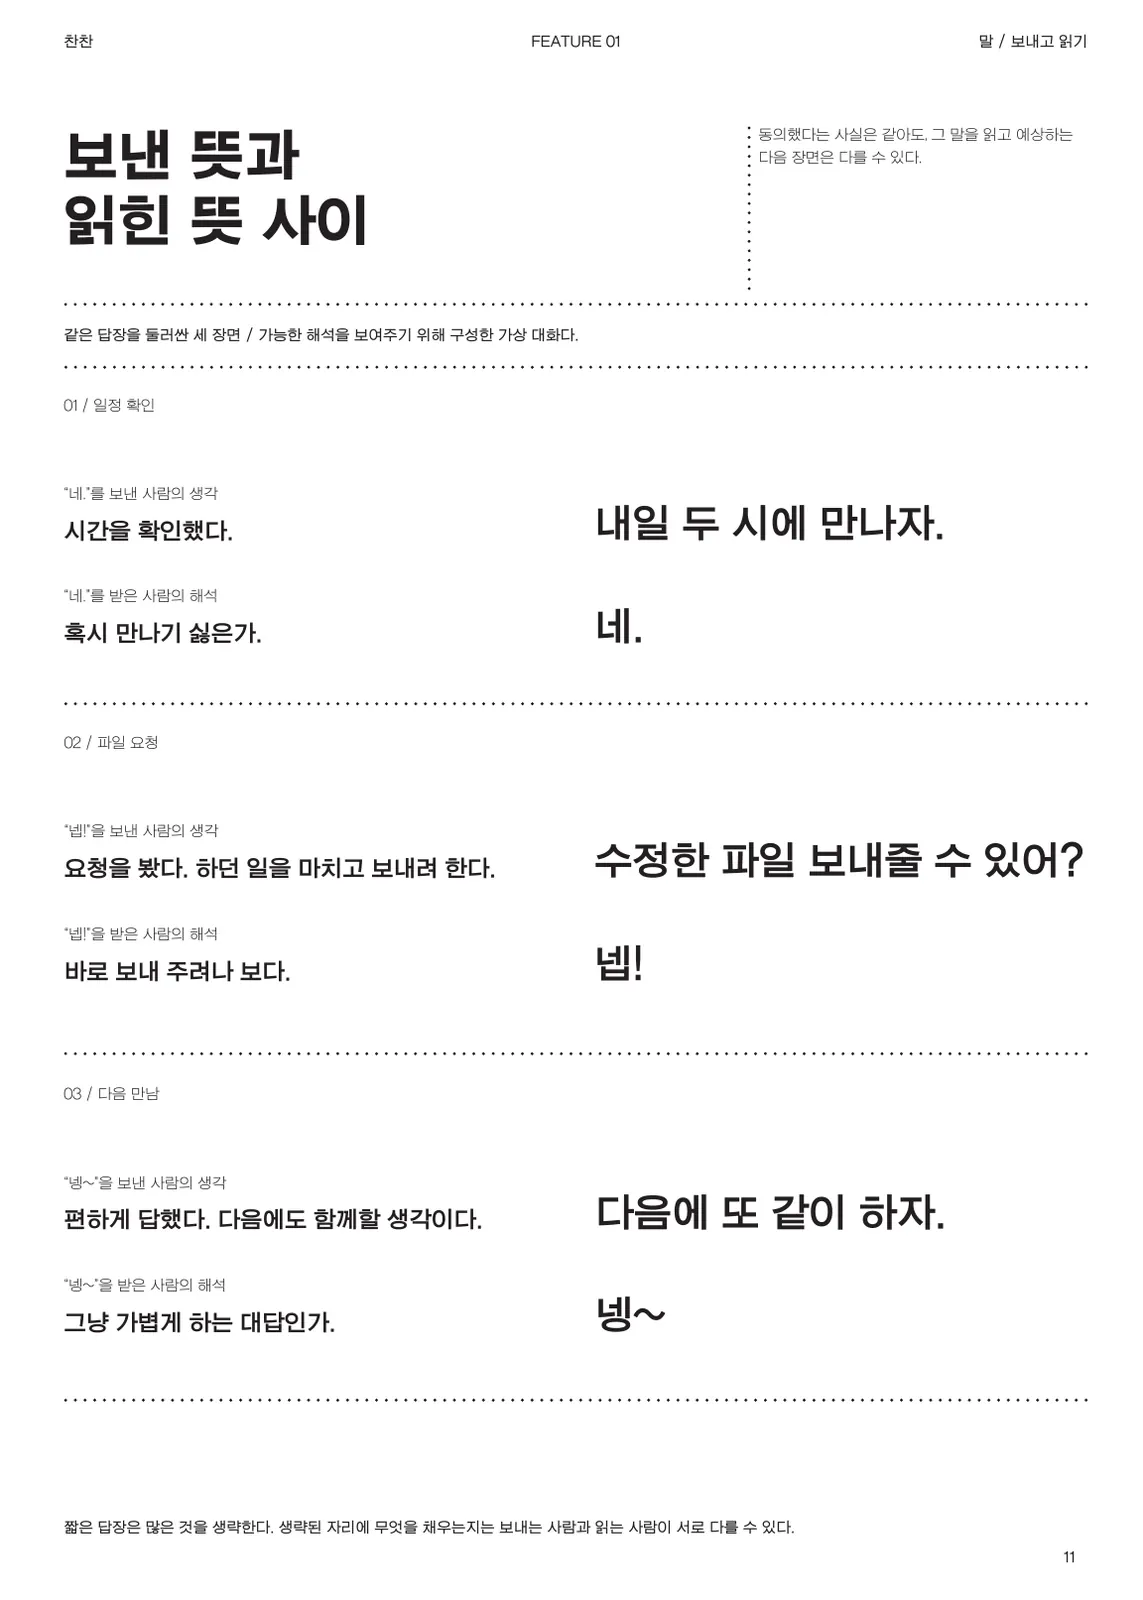 찬찬
FEATURE 01
말 / 보내고 읽기
보낸 뜻과
읽힌 뜻 사이
동의했다는 사실은 같아도, 그 말을 읽고 예상하는
다음 장면은 다를 수 있다.
같은 답장을 둘러싼 세 장면 / 가능한 해석을 보여주기 위해 구성한 가상 대화다.
01 / 일정 확인
“네.”를 보낸 사람의 생각
시간을 확인했다.
“네.”를 받은 사람의 해석
혹시 만나기 싫은가.
내일 두 시에 만나자.
네.
02 / 파일 요청
“넵!”을 보낸 사람의 생각
요청을 봤다. 하던 일을 마치고 보내려 한다.
“넵!”을 받은 사람의 해석
바로 보내 주려나 보다.
수정한 파일 보내줄 수 있어?
넵!
03 / 다음 만남
“넹~”을 보낸 사람의 생각
편하게 답했다. 다음에도 함께할 생각이다.
“넹~”을 받은 사람의 해석
그냥 가볍게 하는 대답인가.
다음에 또 같이 하자.
넹~
짧은 답장은 많은 것을 생략한다. 생략된 자리에 무엇을 채우는지는 보내는 사람과 읽는 사람이 서로 다를 수 있다.
11